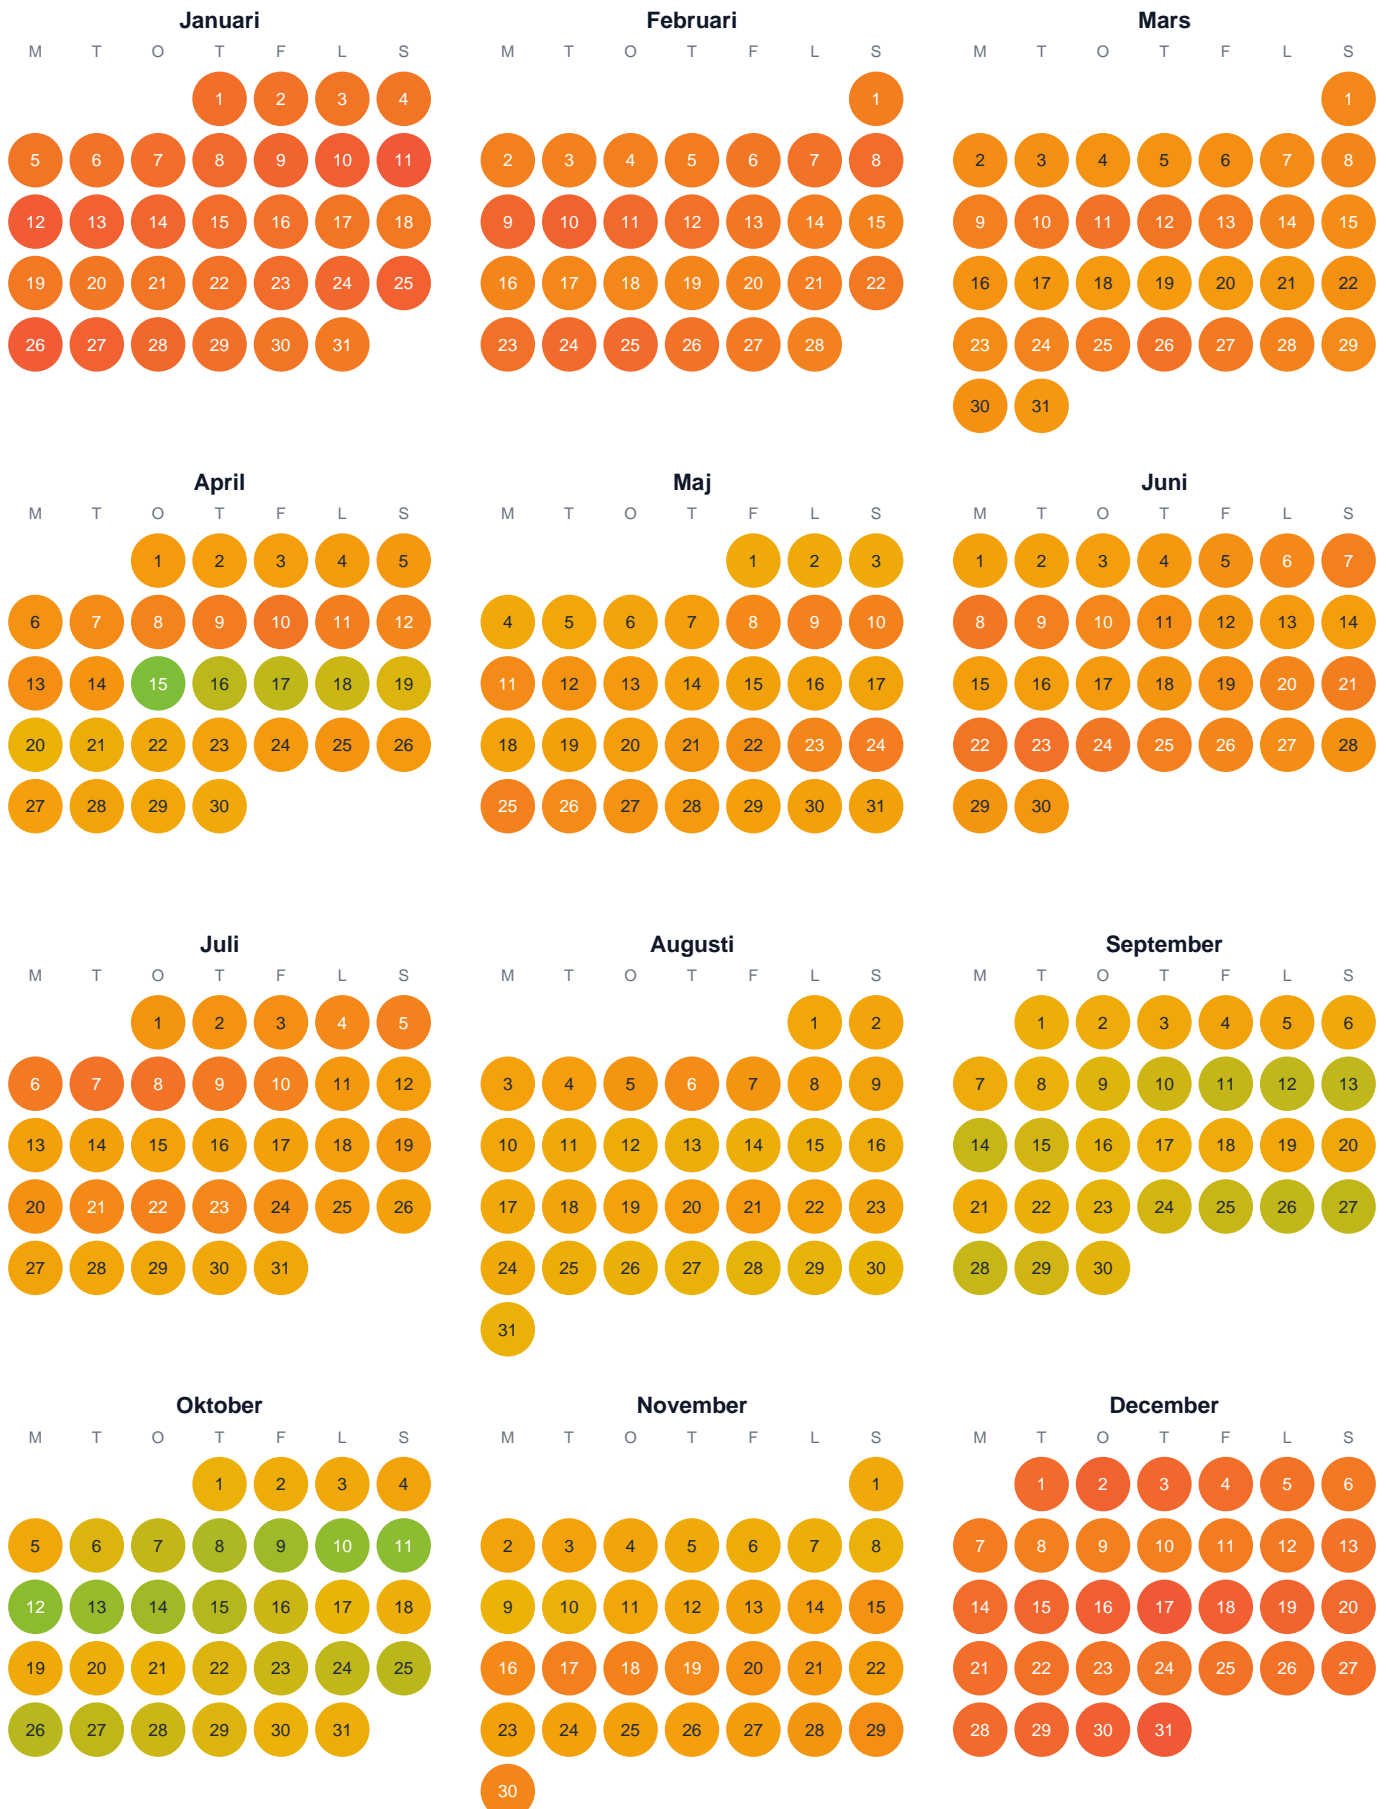 Januari
M T O T F L S
1 2 3 4
5 6 7 8 9 10 11
12 13 14 15 16 17 18
19 20 21 22 23 24 25
26 27 28 29 30 31
Februari
M T O T F L S
1
2 3 4 5 6 7 8
9 10 11 12 13 14 15
16 17 18 19 20 21 22
23 24 25 26 27 28
Mars
M T O T F L S
1
2 3 4 5 6 7 8
9 10 11 12 13 14 15
16 17 18 19 20 21 22
23 24 25 26 27 28 29
30 31
April
M T O T F L S
1 2 3 4 5
6 7 8 9 10 11 12
13 14 15 16 17 18 19
20 21 22 23 24 25 26
27 28 29 30
Maj
M T O T F L S
1 2 3
4 5 6 7 8 9 10
11 12 13 14 15 16 17
18 19 20 21 22 23 24
25 26 27 28 29 30 31
Juni
M T O T F L S
1 2 3 4 5 6 7
8 9 10 11 12 13 14
15 16 17 18 19 20 21
22 23 24 25 26 27 28
29 30
Juli
M T O T F L S
1 2 3 4 5
6 7 8 9 10 11 12
13 14 15 16 17 18 19
20 21 22 23 24 25 26
27 28 29 30 31
Augusti
M T O T F L S
1 2
3 4 5 6 7 8 9
10 11 12 13 14 15 16
17 18 19 20 21 22 23
24 25 26 27 28 29 30
31
September
M T O T F L S
1 2 3 4 5 6
7 8 9 10 11 12 13
14 15 16 17 18 19 20
21 22 23 24 25 26 27
28 29 30
Oktober
M T O T F L S
1 2 3 4
5 6 7 8 9 10 11
12 13 14 15 16 17 18
19 20 21 22 23 24 25
26 27 28 29 30 31
November
M T O T F L S
1
2 3 4 5 6 7 8
9 10 11 12 13 14 15
16 17 18 19 20 21 22
23 24 25 26 27 28 29
30
December
M T O T F L S
1 2 3 4 5 6
7 8 9 10 11 12 13
14 15 16 17 18 19 20
21 22 23 24 25 26 27
28 29 30 31